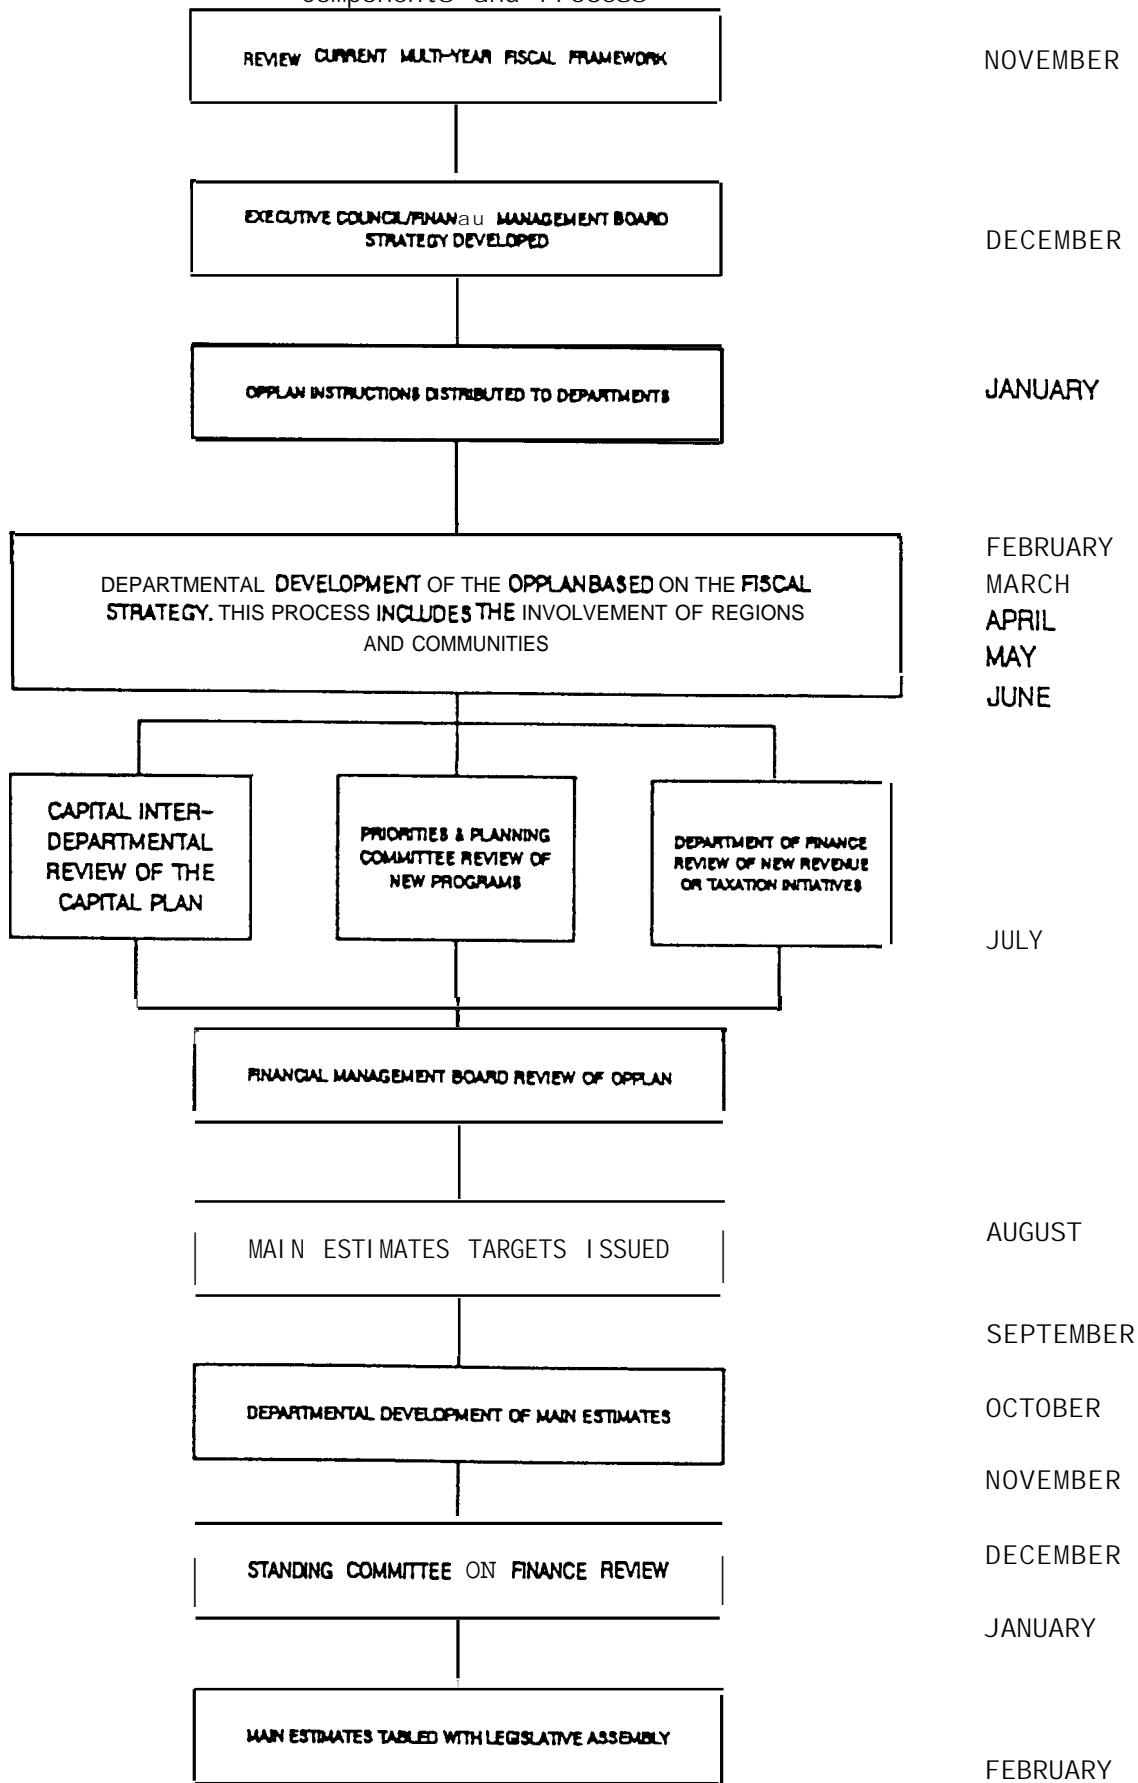 Components and Process
REVIEW CURRENT MULTI-YEAR FISCAL FRAMEWORK
NOVEMBER
EXECUTIVE COUNCIL/FINANau MANAGEMENT BOARD
STRATEGY DEVELOPED
DECEMBER
OPPLAN INSTRUCTIONS DISTRIBUTED TO DEPARTMENTS
JANUARY
DEPARTMENTAL DEVELOPMENT OF THE OPPLAN BASED ON THE FISCAL
STRATEGY. THIS PROCESS INCLUDES THE INVOLVEMENT OF REGIONS
AND COMMUNITIES
FEBRUARY
MARCH
APRIL
MAY
JUNE
CAPITAL INTER-
DEPARTMENTAL
REVIEW OF THE
CAPITAL PLAN
PRIORITIES & PLANNING
COMMITTEE REVIEW OF
NEW PROGRAMS
DEPARTMENT OF FINANCE
REVIEW OF NEW REVENUE
OR TAXATION INITIATIVES
JULY
FINANCIAL MANAGEMENT BOARD REVIEW OF OPPLAN
MAIN ESTIMATES TARGETS ISSUED
AUGUST
SEPTEMBER
DEPARTMENTAL DEVELOPMENT OF MAIN ESTIMATES
OCTOBER
NOVEMBER
STANDING COMMITTEE ON FINANCE REVIEW
DECEMBER
JANUARY
MAIN ESTIMATES TABLED WITH LEGISLATIVE ASSEMBLY
FEBRUARY